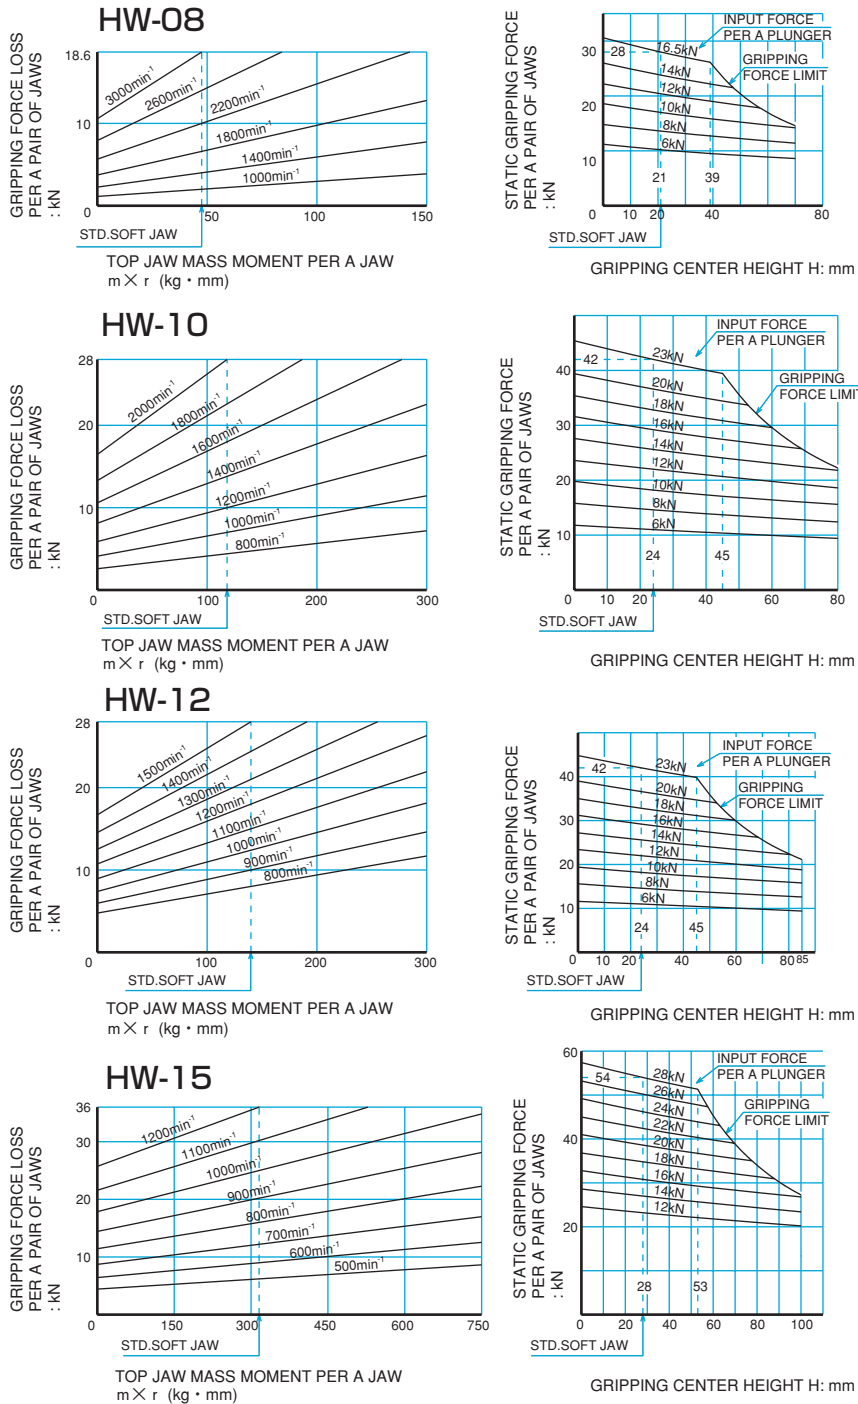 HW-08
GRIPPING FORCE LOSS
PER A PAIR OF JAWS
: kN
18.6
10
0
50
100
150
3000min-1
2600min-1
2200min-1
1800min-1
1400min-1
1000min-1
STD.SOFT JAW
TOP JAW MASS MOMENT PER A JAW
m×r (kg・mm)
STATIC GRIPPING FORCE
PER A PAIR OF JAWS
: kN
30
20
10
28
16.5kN
14kN
12kN
10kN
8kN
6kN
INPUT FORCE
PER A PLUNGER
GRIPPING
FORCE LIMIT
21
39
0
10
20
40
80
STD.SOFT JAW
GRIPPING CENTER HEIGHT H: mm
HW-10
GRIPPING FORCE LOSS
PER A PAIR OF JAWS
: kN
28
20
10
0
100
200
300
2000min-1
1800min-1
1600min-1
1400min-1
1200min-1
1000min-1
800min-1
STD.SOFT JAW
TOP JAW MASS MOMENT PER A JAW
m×r (kg・mm)
STATIC GRIPPING FORCE
PER A PAIR OF JAWS
: kN
40
30
20
10
42
23kN
20kN
18kN
16kN
14kN
12kN
10kN
8kN
6kN
INPUT FORCE
PER A PLUNGER
GRIPPING
FORCE LIMIT
24
45
0
10
20
40
60
80
STD.SOFT JAW
GRIPPING CENTER HEIGHT H: mm
HW-12
GRIPPING FORCE LOSS
PER A PAIR OF JAWS
: kN
28
20
10
0
100
200
300
1500min-1
1400min-1
1300min-1
1200min-1
1100min-1
1000min-1
900min-1
800min-1
STD.SOFT JAW
TOP JAW MASS MOMENT PER A JAW
m×r (kg・mm)
STATIC GRIPPING FORCE
PER A PAIR OF JAWS
: kN
40
30
20
10
42
23kN
20kN
18kN
16kN
14kN
12kN
10kN
8kN
6kN
INPUT FORCE
PER A PLUNGER
GRIPPING
FORCE LIMIT
24
45
0
10
20
40
60
80
85
STD.SOFT JAW
GRIPPING CENTER HEIGHT H: mm
HW-15
GRIPPING FORCE LOSS
PER A PAIR OF JAWS
: kN
36
30
20
10
0
150
300
450
600
750
1200min-1
1100min-1
1000min-1
900min-1
800min-1
700min-1
600min-1
500min-1
STD.SOFT JAW
TOP JAW MASS MOMENT PER A JAW
m×r (kg・mm)
STATIC GRIPPING FORCE
PER A PAIR OF JAWS
: kN
60
40
20
54
28kN
26kN
24kN
22kN
20kN
18kN
16kN
14kN
12kN
INPUT FORCE
PER A PLUNGER
GRIPPING
FORCE LIMIT
28
53
0
20
40
60
80
100
STD.SOFT JAW
GRIPPING CENTER HEIGHT H: mm